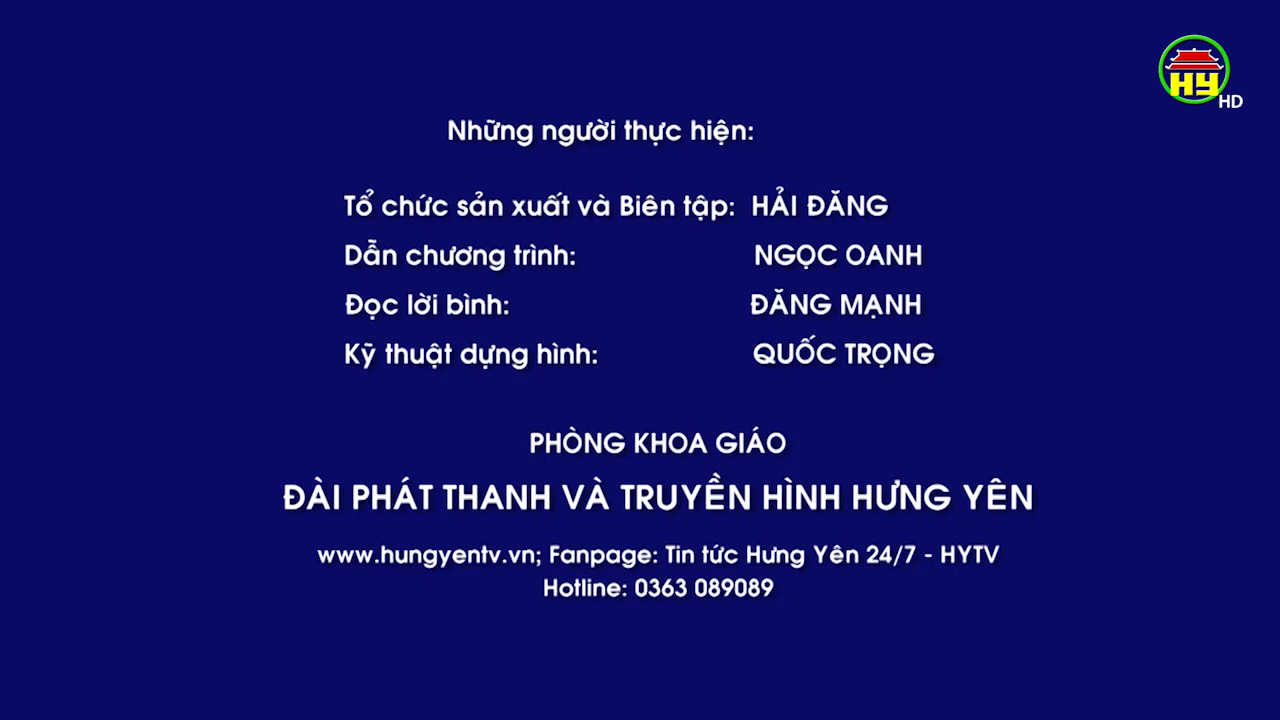 HY
HD
Những người thực hiện:
Tổ chức sản xuất và Biên tập: HẢI ĐĂNG
Dẫn chương trình: NGỌC OANH
Đọc lời bình: ĐĂNG MẠNH
Kỹ thuật dựng hình: QUỐC TRỌNG
PHÒNG KHOA GIÁO
ĐÀI PHÁT THANH VÀ TRUYỀN HÌNH HƯNG YÊN
www.hungyentv.vn; Fanpage: Tin tức Hưng Yên 24/7 - HYTV
Hotline: 0363 089089